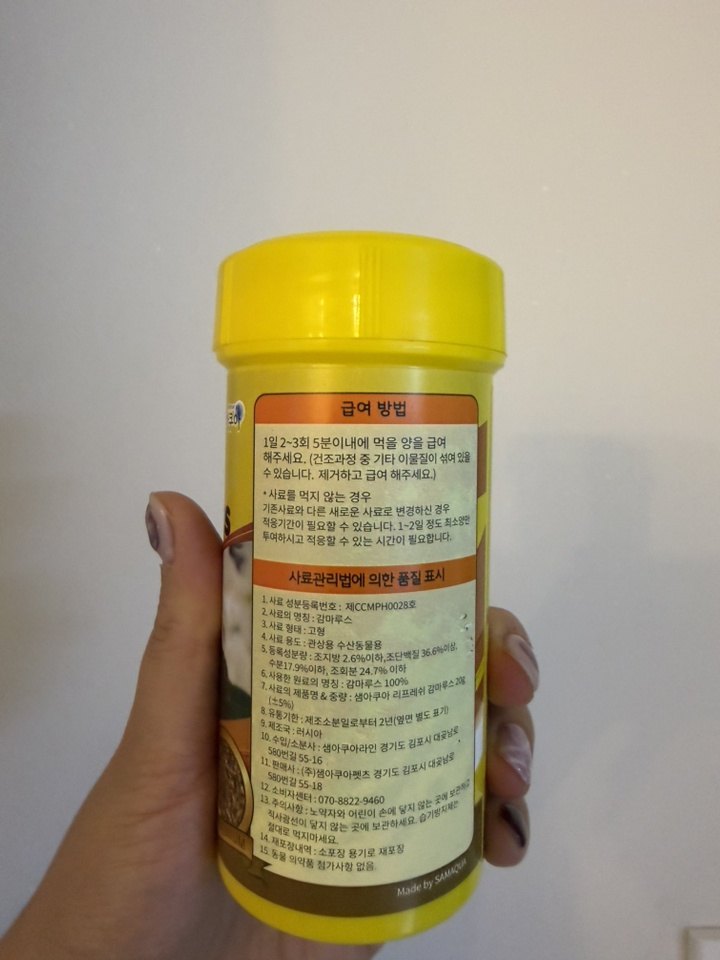 급여 방법
1일 2~3회 5분이내에 먹을 양을 급여
해주세요. (건조과정 중 기타 이물질이 섞여 있을
수 있습니다. 제거하고 급여 해주세요.)
* 사료를 먹지 않는 경우
기존사료와 다른 새로운 사료로 변경하신 경우
적응기간이 필요할 수 있습니다. 1~2일 정도 최소양만
투여하시고 적응할 수 있는 시간이 필요합니다.
사료관리법에 의한 품질 표시
1. 사료 성분등록번호 : 제CCMPH0028호
2. 사료의 명칭 : 감마루스
3. 사료 형태 : 고형
4. 사료 용도 : 관상용 수산동물용
5. 등록성분량 : 조지방 2.6%이하,조단백질 36.6%이상,
수분17.9%이하, 조회분 24.7% 이하
6. 사용한 원료의 명칭 : 감마루스 100%
7. 사료의 제품명 & 중량 : 샘아쿠아 리프레쉬 감마루스 20g
(±5%)
8. 유통기한 : 제조소분일로부터 2년(옆면 별도 표기)
9. 제조국 : 러시아
10. 수입/소분사 : 샘아쿠아라인 경기도 김포시 대곶남로
580번길 55-16
11. 판매사 : (주)샘아쿠아펫츠 경기도 김포시 대곶남로
580번길 55-18
12. 소비자센터 : 070-8822-9460
13. 주의사항 : 노약자와 어린이 손에 닿지 않는 곳에 보관하고
직사광선이 닿지 않는 곳에 보관하세요. 습기방지제는
절대로 먹지마세요.
14. 재포장내역 : 소포장 용기로 재포장
15. 동물 의약품 첨가사항 없음.
Made by SAMAQUA